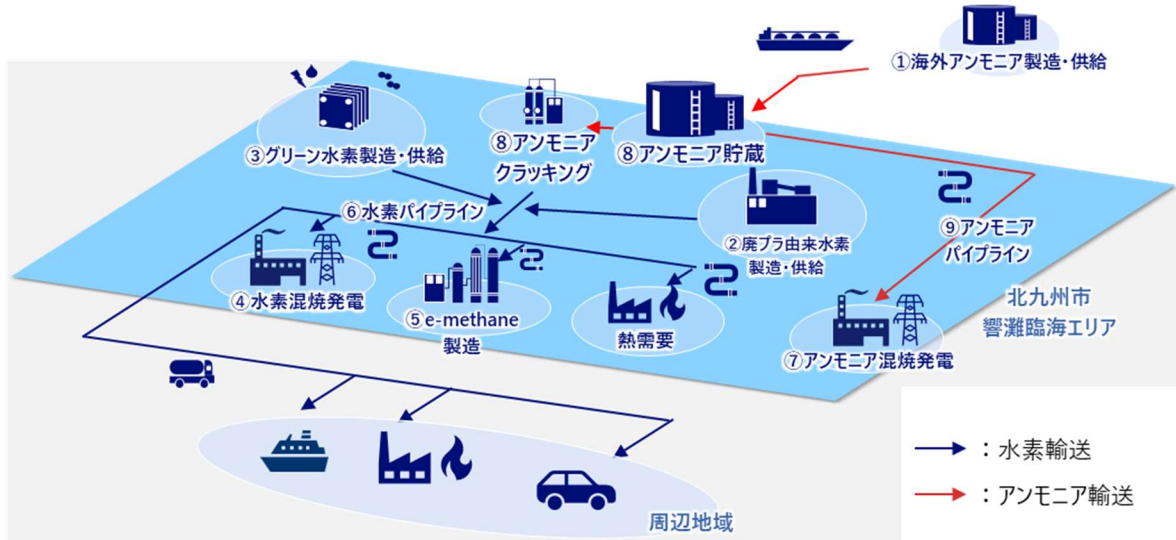 ①海外アンモニア製造・供給
③グリーン水素製造・供給
⑧アンモニア
クラッキング
⑧アンモニア貯蔵
⑥水素パイプライン
②廃プラ由来水素
製造・供給
⑨アンモニア
パイプライン
④水素混焼発電
⑤e-methane
製造
熱需要
⑦アンモニア混焼発電
北九州市
響灘臨海エリア
：水素輸送
：アンモニア輸送
周辺地域